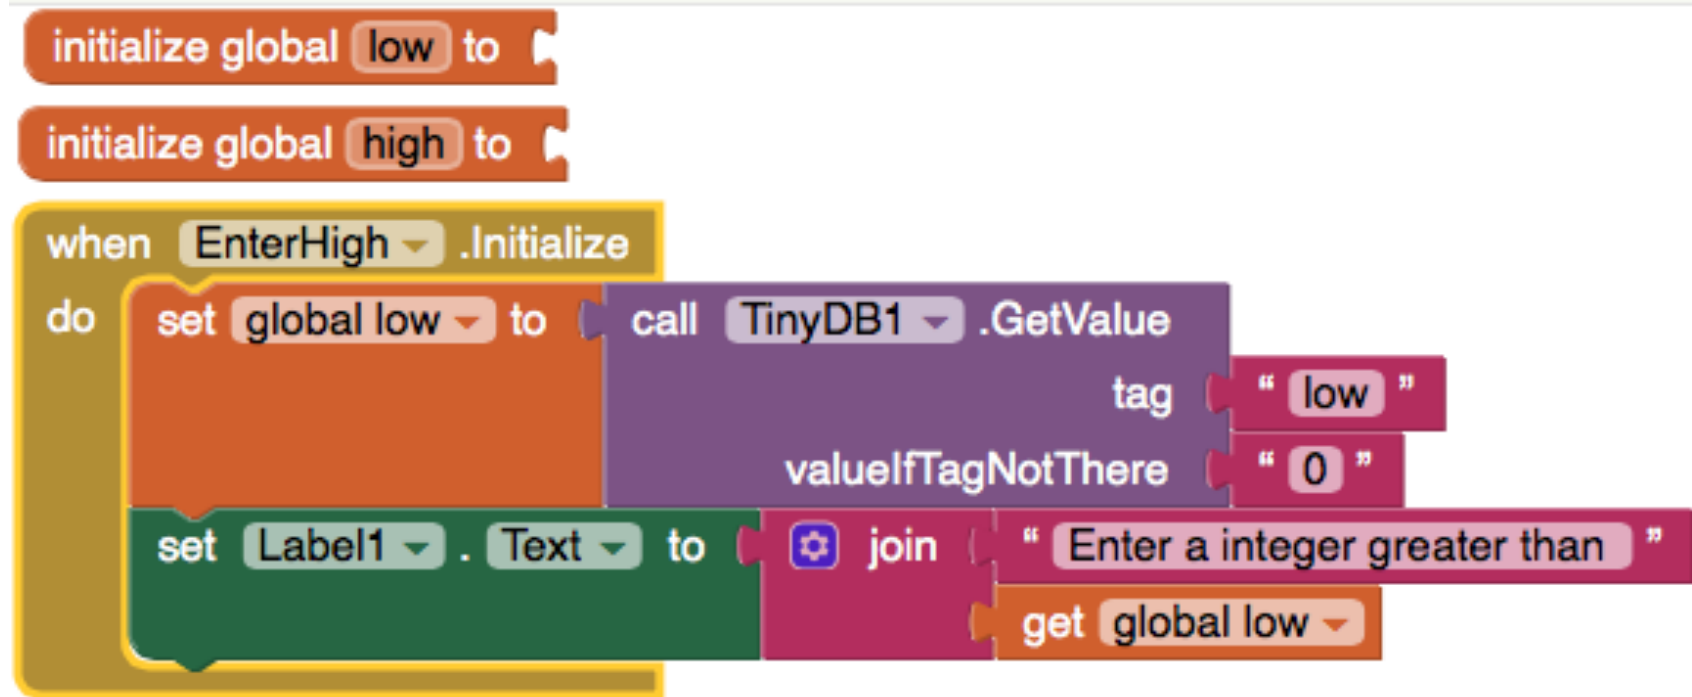 initialize global low to
initialize global high to
when EnterHigh .Initialize
do set global low to call TinyDB1 .GetValue
tag “ low ”
valueIfTagNotThere “ 0 ”
set Label1 . Text to join “ Enter a integer greater than ”
get global low